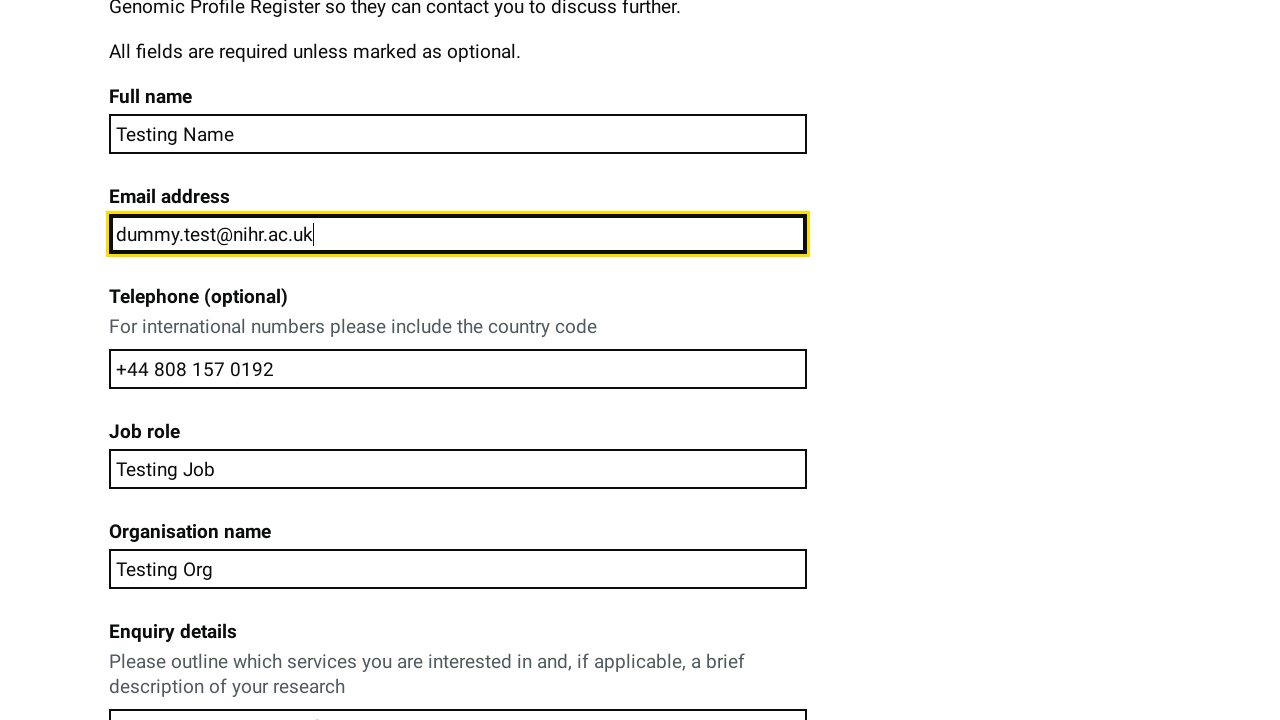 Genomic Profile Register so they can contact you to discuss further.
All fields are required unless marked as optional.
Full name
Testing Name
Email address
dummy.test@nihr.ac.uk
Telephone (optional)
For international numbers please include the country code
+44 808 157 0192
Job role
Testing Job
Organisation name
Testing Org
Enquiry details
Please outline which services you are interested in and, if applicable, a brief
description of your research